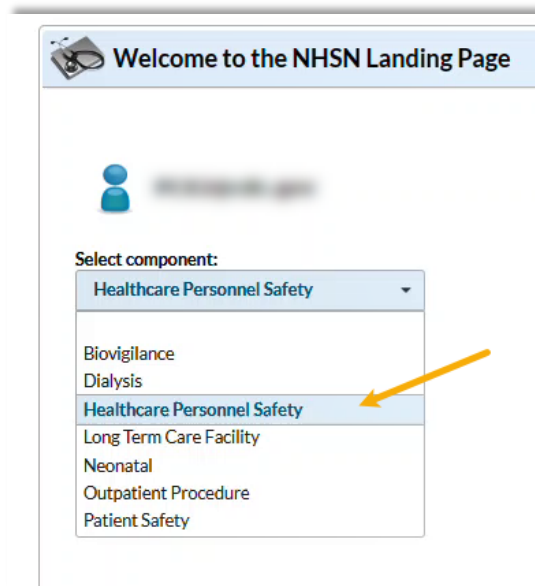 Welcome to the NHSN Landing Page
Select component:
Healthcare Personnel Safety
Biovigilance
Dialysis
Healthcare Personnel Safety
Long Term Care Facility
Neonatal
Outpatient Procedure
Patient Safety